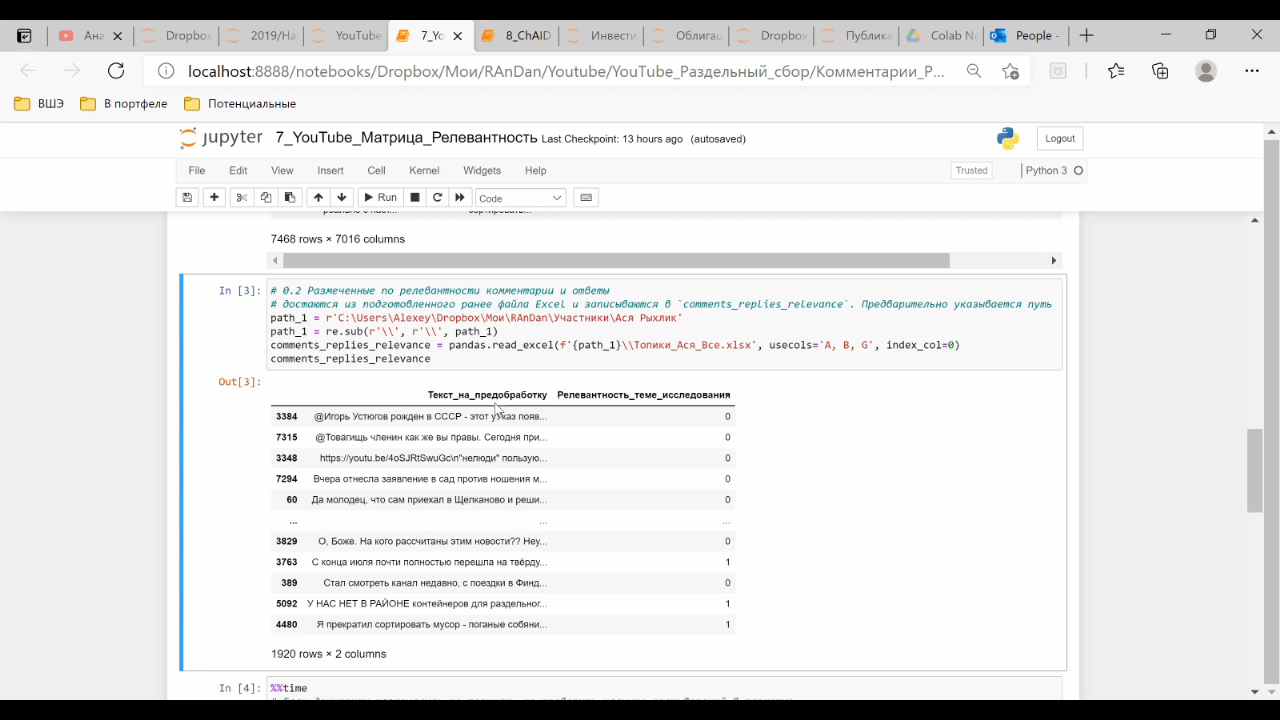 Ана
Dropbox
2019/На
YouTube
7_Yo
8_ChAID
Инвести
Облигац
Dropbox
Публика
Colab No
People -
localhost:8888/notebooks/Dropbox/Мои/RAnDan/Youtube/YouTube_Раздельный_сбор/Комментарии_Р...
ВШЭ
В портфеле
Потенциальные
jupyter 7_YouTube_Матрица_Релевантность Last Checkpoint: 13 hours ago (autosaved)
Logout
File Edit View Insert Cell Kernel Widgets Help
Trusted
Python 3
Run
Code
7468 rows × 7016 columns
In [3]:
# 0.2 Размеченные по релевантности комментарии и ответы
# достаются из подготовленного ранее файла Excel и записываются в `comments_replies_relevance`. Предварительно указывается путь
path_1 = r'C:\Users\Alexey\Dropbox\Мои\RAnDan\Участники\Ася Рыхлик'
path_1 = re.sub(r'\\', r'\\', path_1)
comments_replies_relevance = pandas.read_excel(f'{path_1}\\Топики_Ася_Все.xlsx', usecols='A, B, G', index_col=0)
comments_replies_relevance
Out[3]:
Текст_на_предобработку Релевантность_теме_исследования
3384 @Игорь Устюгов рожден в СССР - этот указ появ... 0
7315 @Товагищь членин как же вы правы. Сегодня при... 0
3348 https://youtu.be/4oSJRtSwuGc\n"нелюди" пользую... 0
7294 Вчера отнесла заявление в сад против ношения м... 0
60 Да молодец, что сам приехал в Щелканово и реши... 0
... ... ...
3829 О, Боже. На кого рассчитаны этим новости?? Неу... 0
3763 С конца июля почти полностью перешла на твёрду... 1
389 Стал смотреть канал недавно, с поездки в Финд... 0
5092 У НАС НЕТ В РАЙОНЕ контейнеров для раздельног... 1
4480 Я прекратил сортировать мусор - поганые собяни... 1
1920 rows × 2 columns
In [4]:
%%time